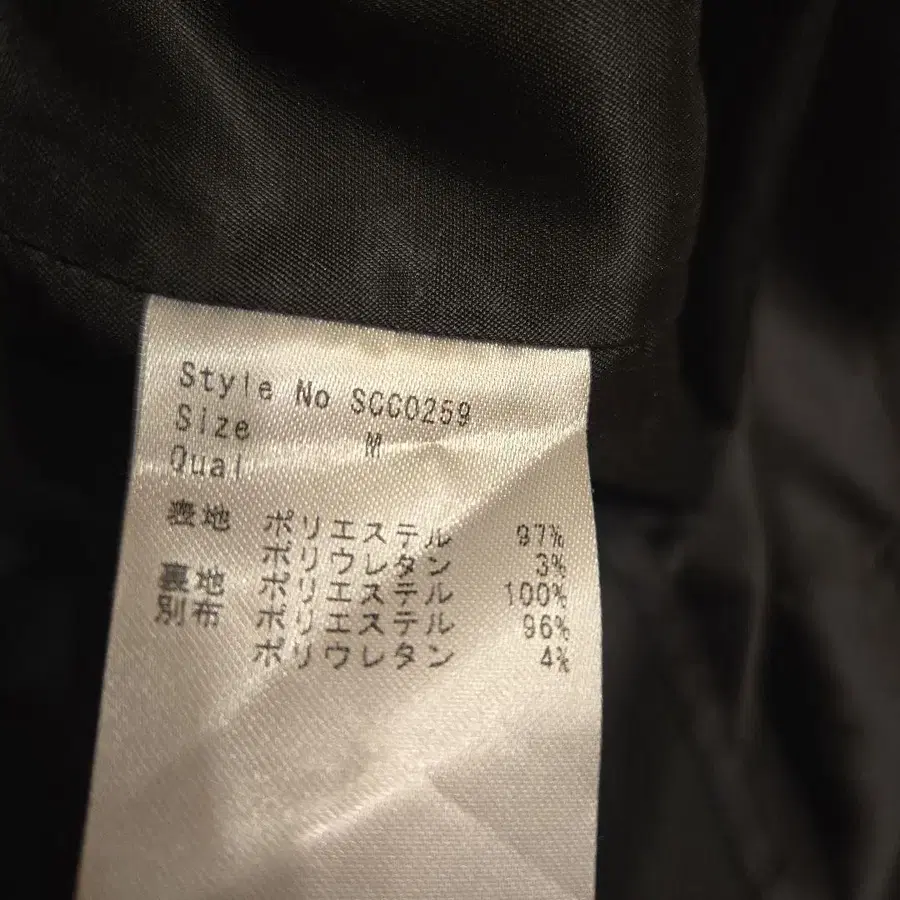 Style No SCC0259
Size M
Qual
表地 ポリエステル 97%
ポリウレタン 3%
裏地 ポリエステル 100%
別布 ポリエステル 96%
ポリウレタン 4%